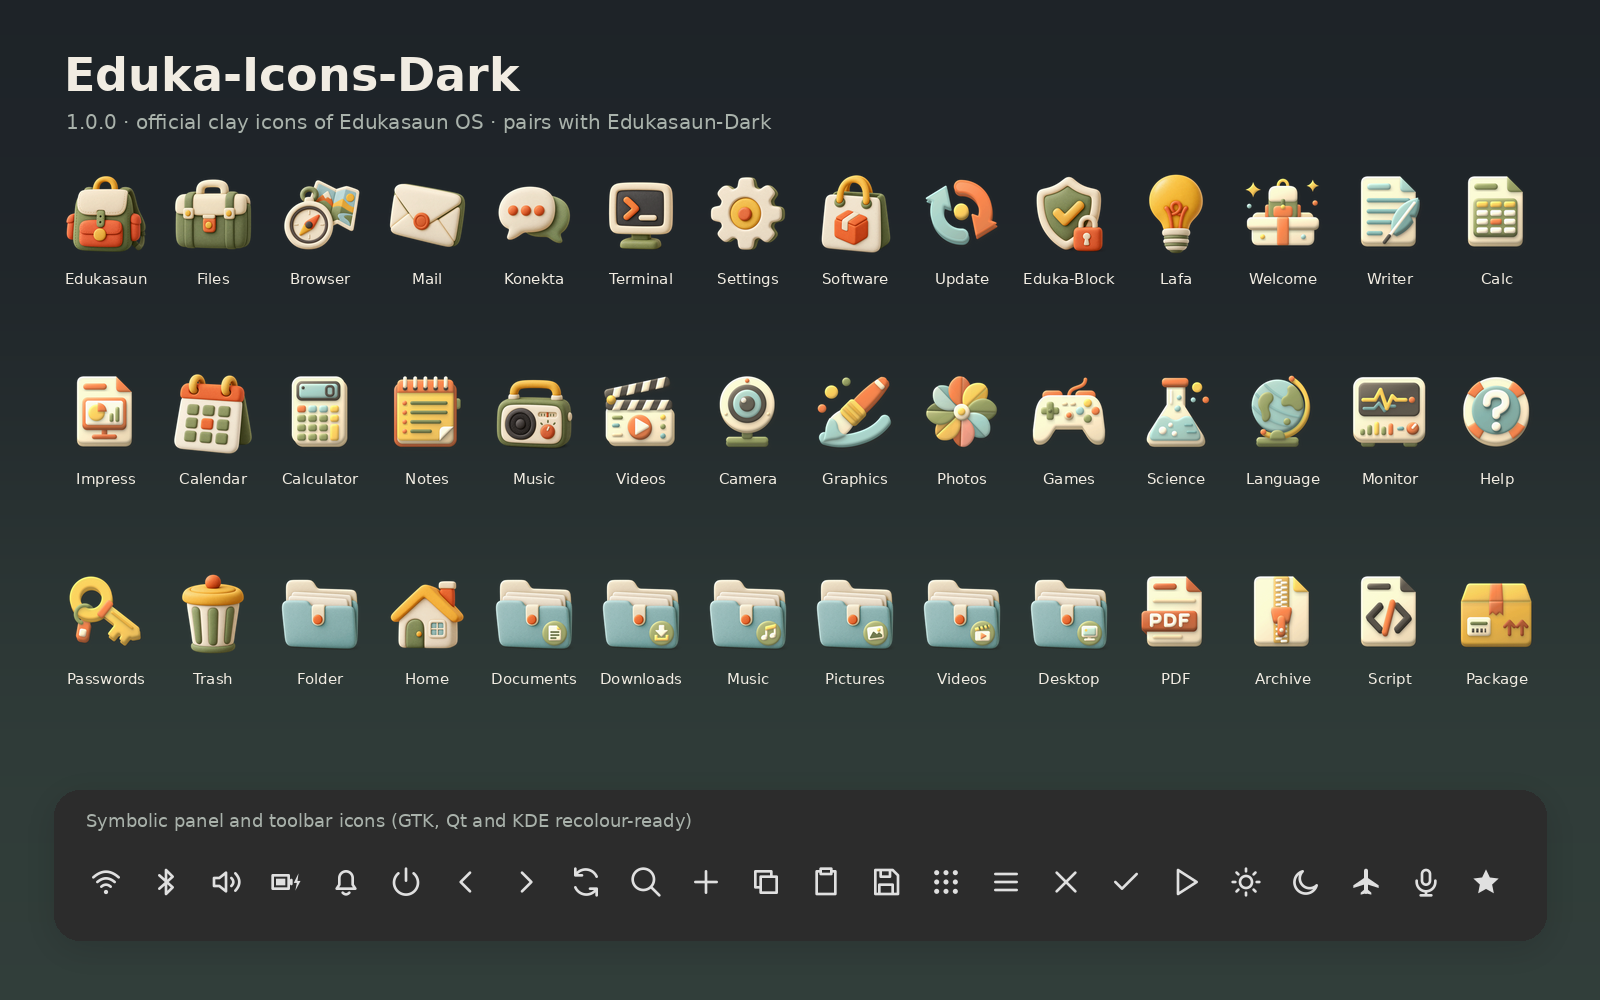 Eduka-Icons-Dark
1.0.0 · official clay icons of Edukasaun OS · pairs with Edukasaun-Dark
Edukasaun Files Browser Mail Konekta Terminal Settings Software Update Eduka-Block Lafa Welcome Writer Calc
0
Impress Calendar Calculator Notes Music Videos Camera Graphics Photos Games Science Language Monitor Help
PDF
Passwords Trash Folder Home Documents Downloads Music Pictures Videos Desktop PDF Archive Script Package
Symbolic panel and toolbar icons (GTK, Qt and KDE recolour-ready)